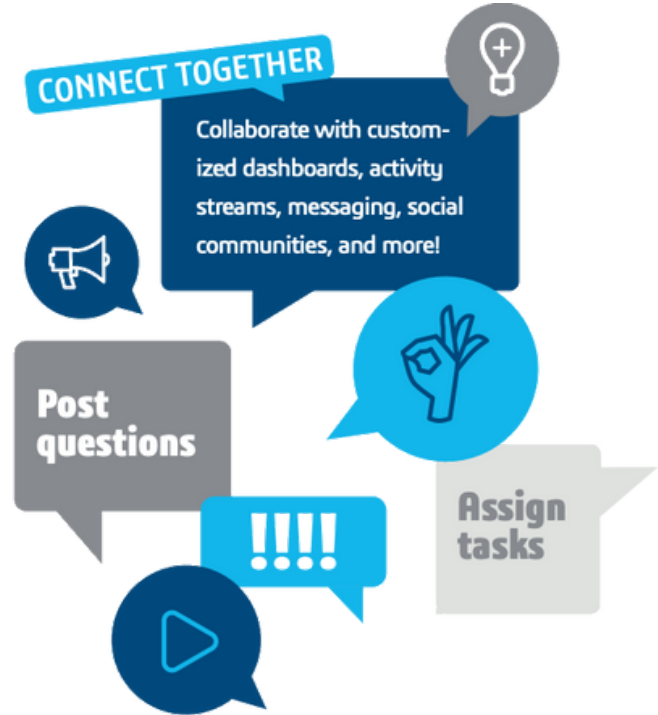 CONNECT TOGETHER
Collaborate with custom-
ized dashboards, activity
streams, messaging, social
communities, and more!
Post
questions
Assign
tasks
!!!!